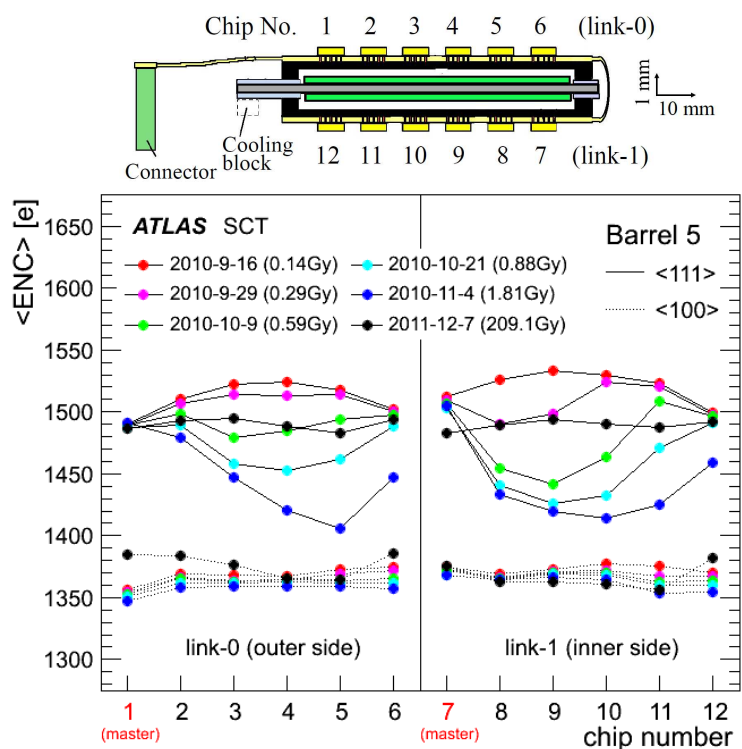 Chip No. 1 2 3 4 5 6 (link-0)
1 mm
10 mm
Cooling
block
Connector
12 11 10 9 8 7 (link-1)
<ENC> [e]
1650
1600
1550
1500
1450
1400
1350
1300
ATLAS SCT
Barrel 5
2010-9-16 (0.14Gy)
2010-9-29 (0.29Gy)
2010-10-9 (0.59Gy)
2010-10-21 (0.88Gy)
2010-11-4 (1.81Gy)
2011-12-7 (209.1Gy)
<111>
<100>
link-0 (outer side)
link-1 (inner side)
1 2 3 4 5 6 7 8 9 10 11 12
(master) (master) chip number